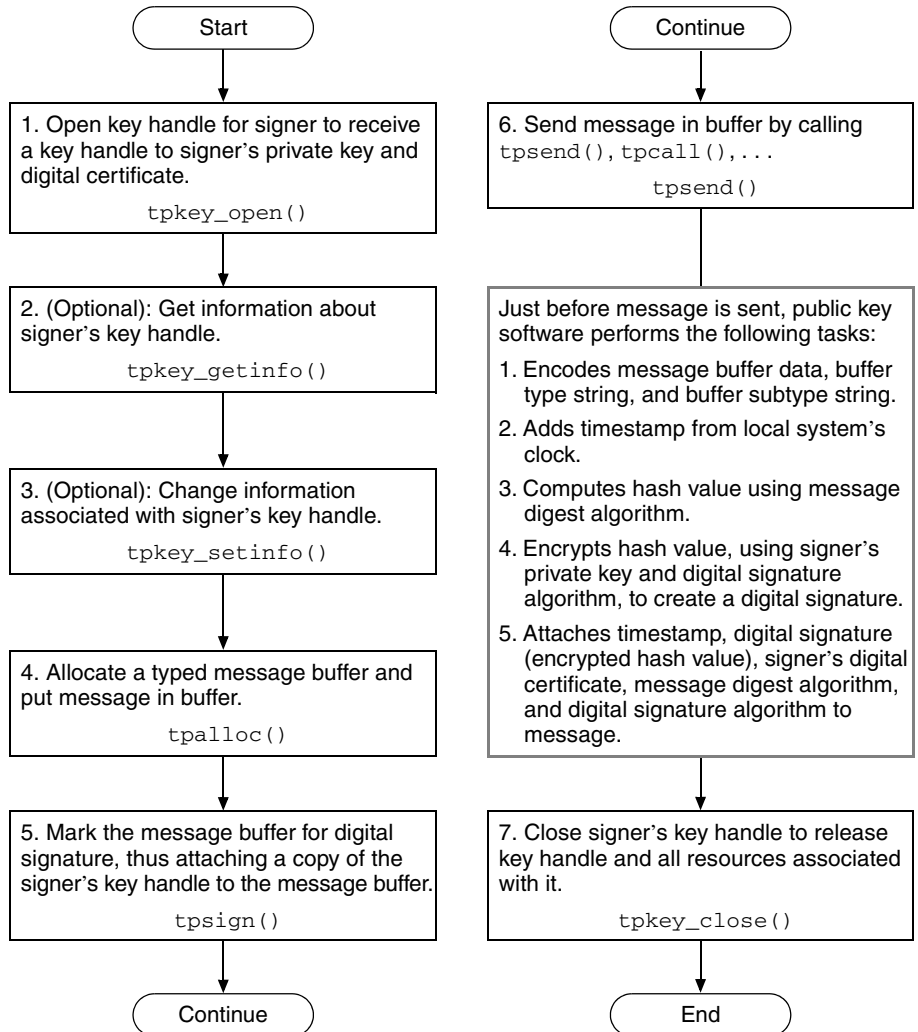 Start
1. Open key handle for signer to receive
a key handle to signer's private key and
digital certificate.
tpkey_open()
2. (Optional): Get information about
signer's key handle.
tpkey_getinfo()
3. (Optional): Change information
associated with signer's key handle.
tpkey_setinfo()
4. Allocate a typed message buffer and
put message in buffer.
tpalloc()
5. Mark the message buffer for digital
signature, thus attaching a copy of the
signer's key handle to the message buffer.
tpsign()
Continue
Continue
6. Send message in buffer by calling
tpsend(), tpcall(),...
tpsend()
Just before message is sent, public key
software performs the following tasks:
1. Encodes message buffer data, buffer
type string, and buffer subtype string.
2. Adds timestamp from local system's
clock.
3. Computes hash value using message
digest algorithm.
4. Encrypts hash value, using signer's
private key and digital signature
algorithm, to create a digital signature.
5. Attaches timestamp, digital signature
(encrypted hash value), signer's digital
certificate, message digest algorithm,
and digital signature algorithm to
message.
7. Close signer's key handle to release
key handle and all resources associated
with it.
tpkey_close()
End